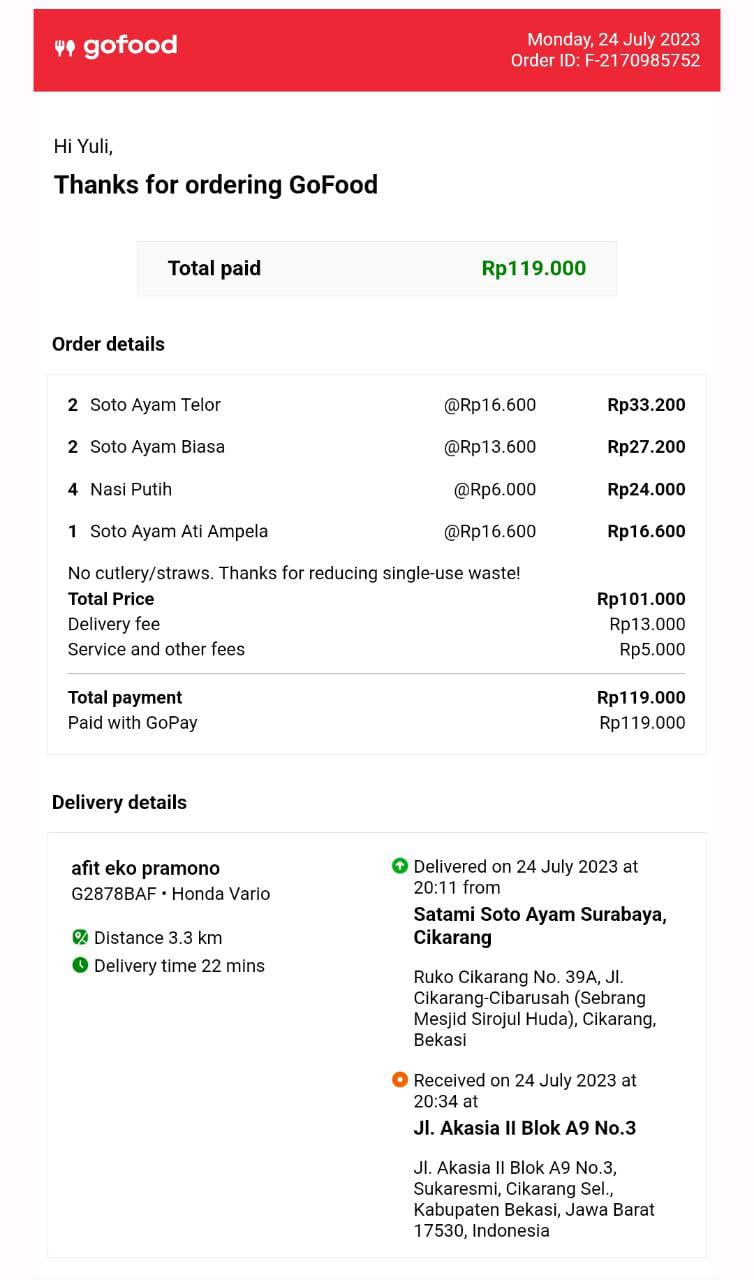 gofood
Monday, 24 July 2023
Order ID: F-2170985752
Hi Yuli,
Thanks for ordering GoFood
Total paid Rp119.000
Order details
2 Soto Ayam Telor @Rp16.600 Rp33.200
2 Soto Ayam Biasa @Rp13.600 Rp27.200
4 Nasi Putih @Rp6.000 Rp24.000
1 Soto Ayam Ati Ampela @Rp16.600 Rp16.600
No cutlery/straws. Thanks for reducing single-use waste!
Total Price Rp101.000
Delivery fee Rp13.000
Service and other fees Rp5.000
Total payment Rp119.000
Paid with GoPay Rp119.000
Delivery details
afit eko pramono
G2878BAF • Honda Vario
Distance 3.3 km
Delivery time 22 mins
Delivered on 24 July 2023 at
20:11 from
Satami Soto Ayam Surabaya,
Cikarang
Ruko Cikarang No. 39A, Jl.
Cikarang-Cibarusah (Sebrang
Mesjid Sirojul Huda), Cikarang,
Bekasi
Received on 24 July 2023 at
20:34 at
Jl. Akasia II Blok A9 No.3
Jl. Akasia II Blok A9 No.3,
Sukaresmi, Cikarang Sel.,
Kabupaten Bekasi, Jawa Barat
17530, Indonesia